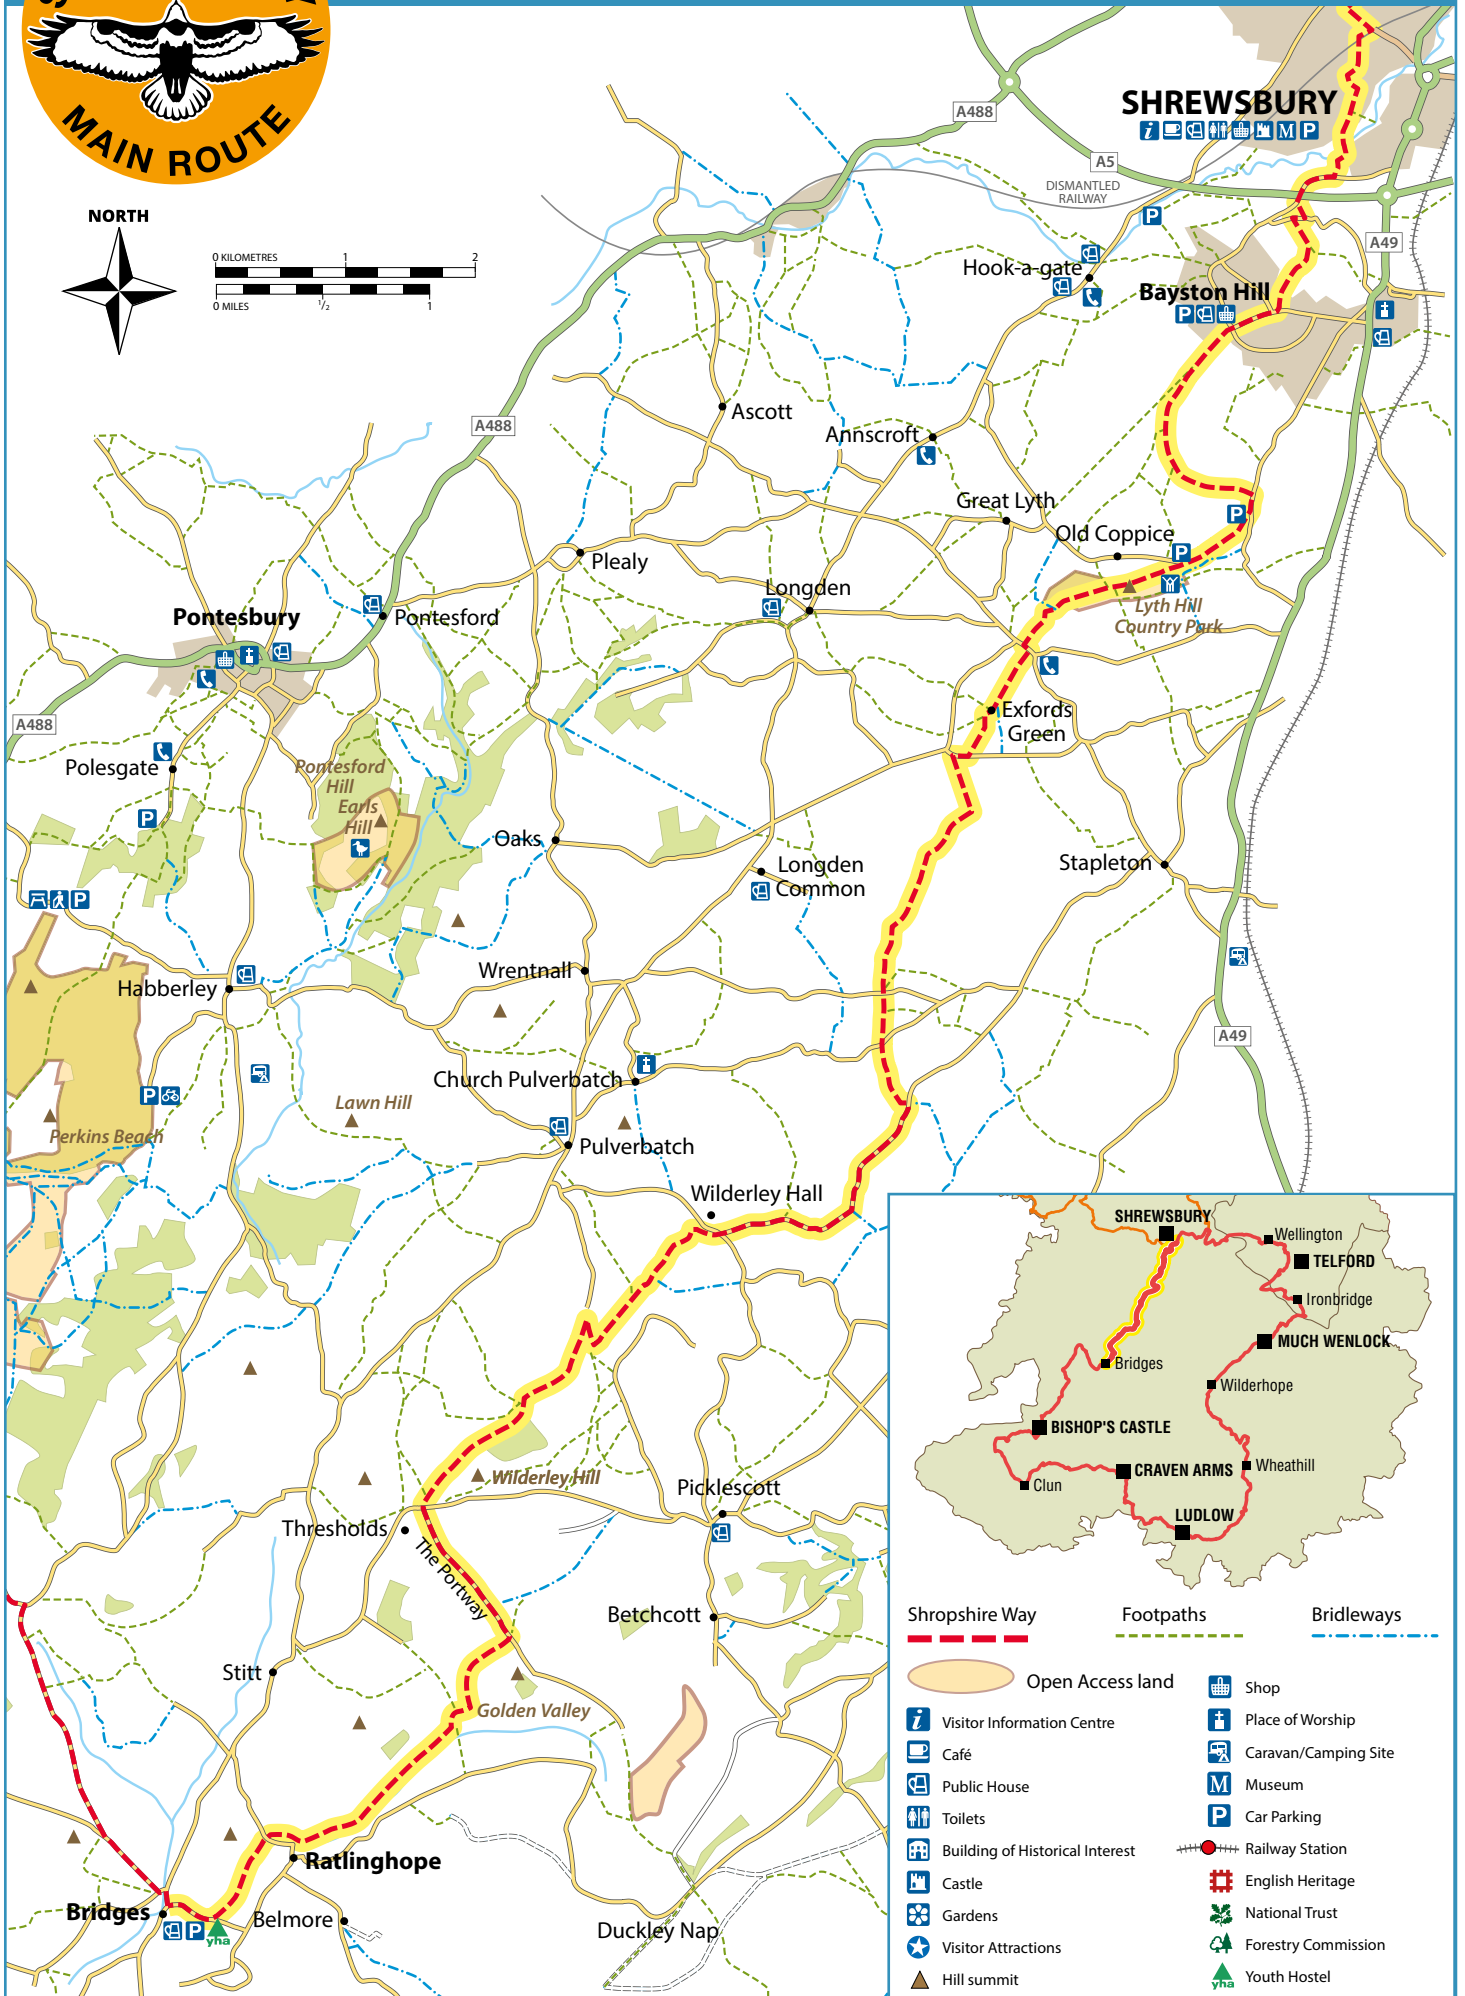 MAIN ROUTE
NORTH
0 KILOMETRES 1 2
0 MILES 1/2 1
SHREWSBURY
A488
A5
DISMANTLED
RAILWAY
A49
Hook-a-gate
Bayston Hill
Ascott
Annscroft
A488
Great Lyth
Old Coppice
Plealy
Longden
Lyth Hill
Country Park
Pontesbury
Pontesford
Exfords
Green
A488
Polesgate
Pontesford
Hill
Earls
Hill
Oaks
Longden
Common
Stapleton
Wrentnall
Habberley
A49
Church Pulverbatch
Lawn Hill
Perkins Beach
Pulverbatch
Wilderley Hall
Wilderley Hill
Picklescott
Thresholds
The Portway
Betchcott
Stitt
Golden Valley
Ratlinghope
Bridges
yha
Belmore
Duckley Nap
SHREWSBURY
Wellington
TELFORD
Ironbridge
MUCH WENLOCK
Bridges
Wilderhope
BISHOP'S CASTLE
CRAVEN ARMS
Wheathill
Clun
LUDLOW
Shropshire Way
Footpaths
Bridleways
Open Access land
Visitor Information Centre
Café
Public House
Toilets
Building of Historical Interest
Castle
Gardens
Visitor Attractions
Hill summit
Shop
Place of Worship
Caravan/Camping Site
M Museum
P Car Parking
Railway Station
English Heritage
National Trust
Forestry Commission
yha Youth Hostel